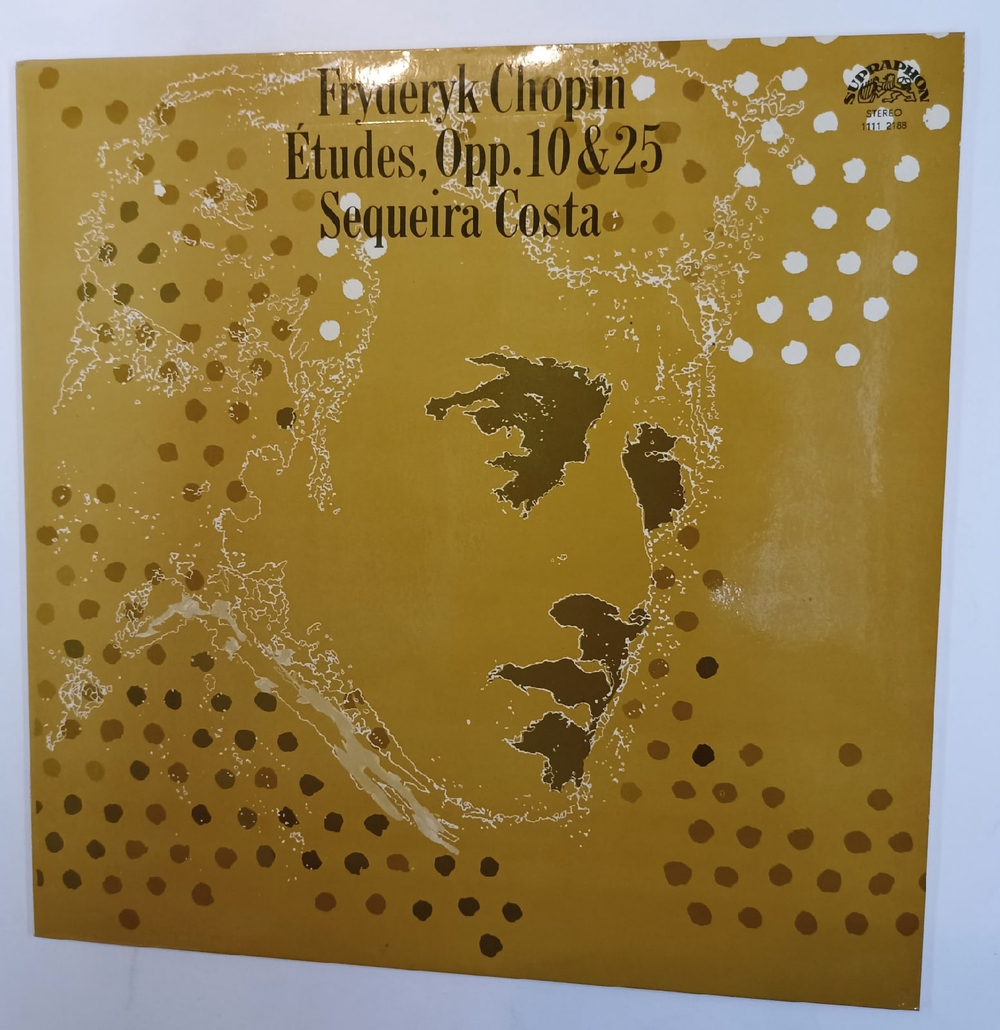 Fryderyk Chopin
Études, Opp. 10 & 25
Sequeira Costa
SUPRAPHON
STEREO
1111 2188